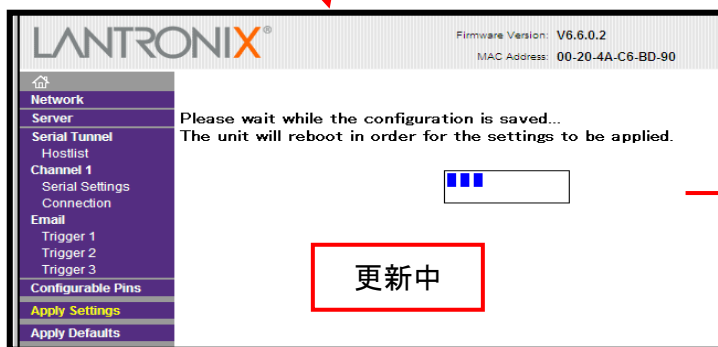 LANTRONIX®
Firmware Version: V6.6.0.2
MAC Address: 00-20-4A-C6-BD-90
Network
Server
Serial Tunnel
Hostlist
Channel 1
Serial Settings
Connection
Email
Trigger 1
Trigger 2
Trigger 3
Configurable Pins
Apply Settings
Apply Defaults
Please wait while the configuration is saved...
The unit will reboot in order for the settings to be applied.
更新中